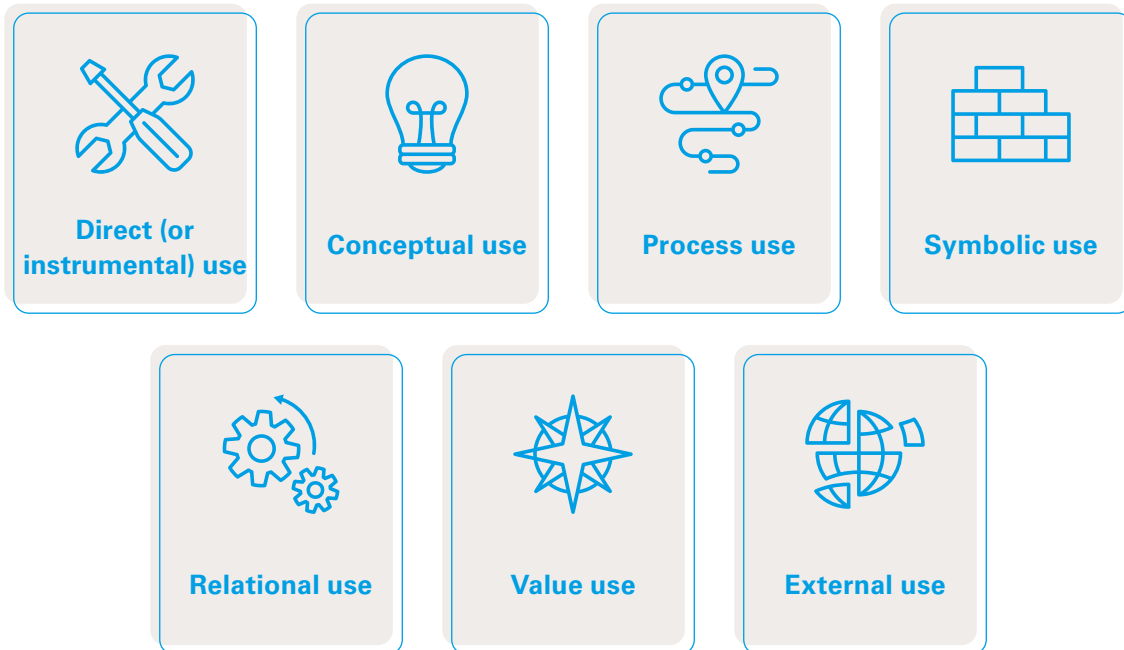 Direct (or
instrumental) use
Conceptual use
Process use
Symbolic use
Relational use
Value use
External use